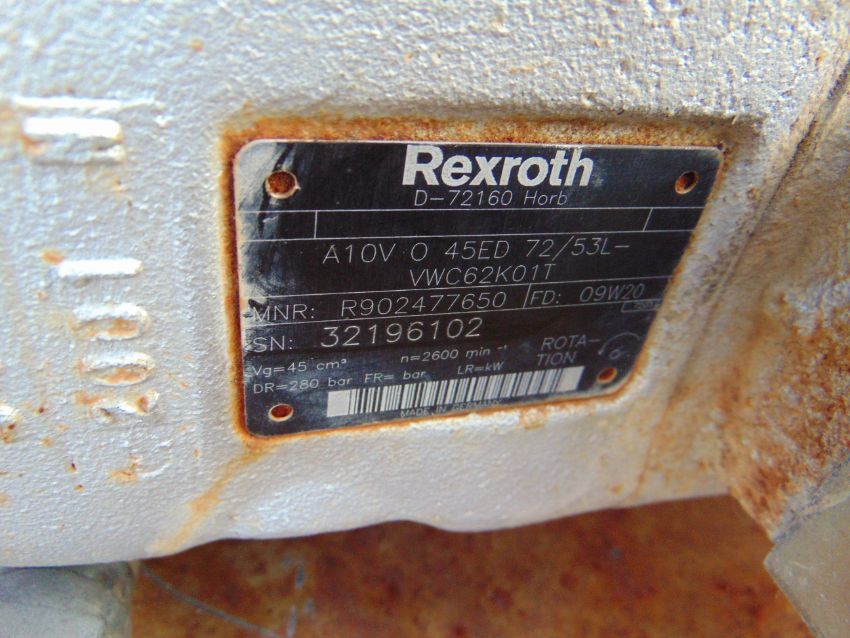 Rexroth
D-72160 Horb
A10V O 45ED 72/53L-
VWC62K01T
MNR: R902477650 FD: 09W20
SN: 32196102
Vg=45 cm³ n=2600 min⁻¹
DR=280 bar FR= bar LR=kW
ROTA-
TION
MADE IN GERMANY